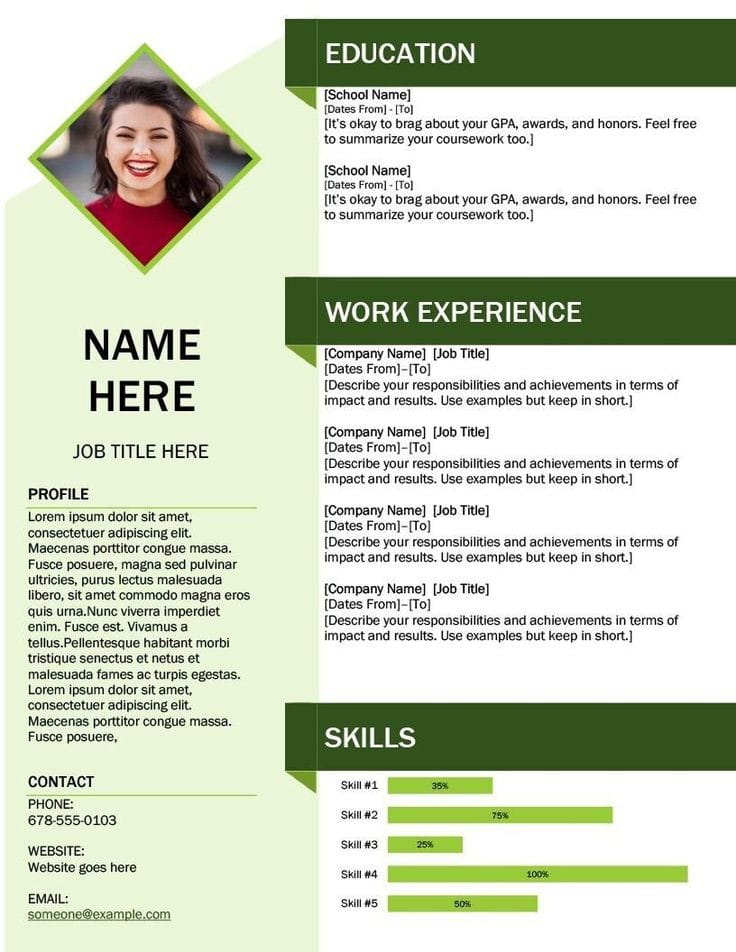 NAME
HERE
JOB TITLE HERE
PROFILE
Lorem ipsum dolor sit amet,
consectetuer adipiscing elit.
Maecenas porttitor congue massa.
Fusce posuere, magna sed pulvinar
ultricies, purus lectus malesuada
libero, sit amet commodo magna eros
quis urna.Nunc viverra imperdiet
enim. Fusce est. Vivamus a
tellus.Pellentesque habitant morbi
tristique senectus et netus et
malesuada fames ac turpis egestas.
Lorem ipsum dolor sit amet,
consectetuer adipiscing elit.
Maecenas porttitor congue massa.
Fusce posuere,
CONTACT
PHONE:
678-555-0103
WEBSITE:
Website goes here
EMAIL:
someone@example.com
EDUCATION
[School Name]
[Dates From] - [To]
[It's okay to brag about your GPA, awards, and honors. Feel free
to summarize your coursework too.]
[School Name]
[Dates From] - [To]
[It's okay to brag about your GPA, awards, and honors. Feel free
to summarize your coursework too.]
WORK EXPERIENCE
[Company Name]  [Job Title]
[Dates From]–[To]
[Describe your responsibilities and achievements in terms of
impact and results. Use examples but keep in short.]
[Company Name]  [Job Title]
[Dates From]–[To]
[Describe your responsibilities and achievements in terms of
impact and results. Use examples but keep in short.]
[Company Name]  [Job Title]
[Dates From]–[To]
[Describe your responsibilities and achievements in terms of
impact and results. Use examples but keep in short.]
[Company Name]  [Job Title]
[Dates From]–[To]
[Describe your responsibilities and achievements in terms of
impact and results. Use examples but keep in short.]
SKILLS
Skill #1 35%
Skill #2 75%
Skill #3 25%
Skill #4 100%
Skill #5 50%